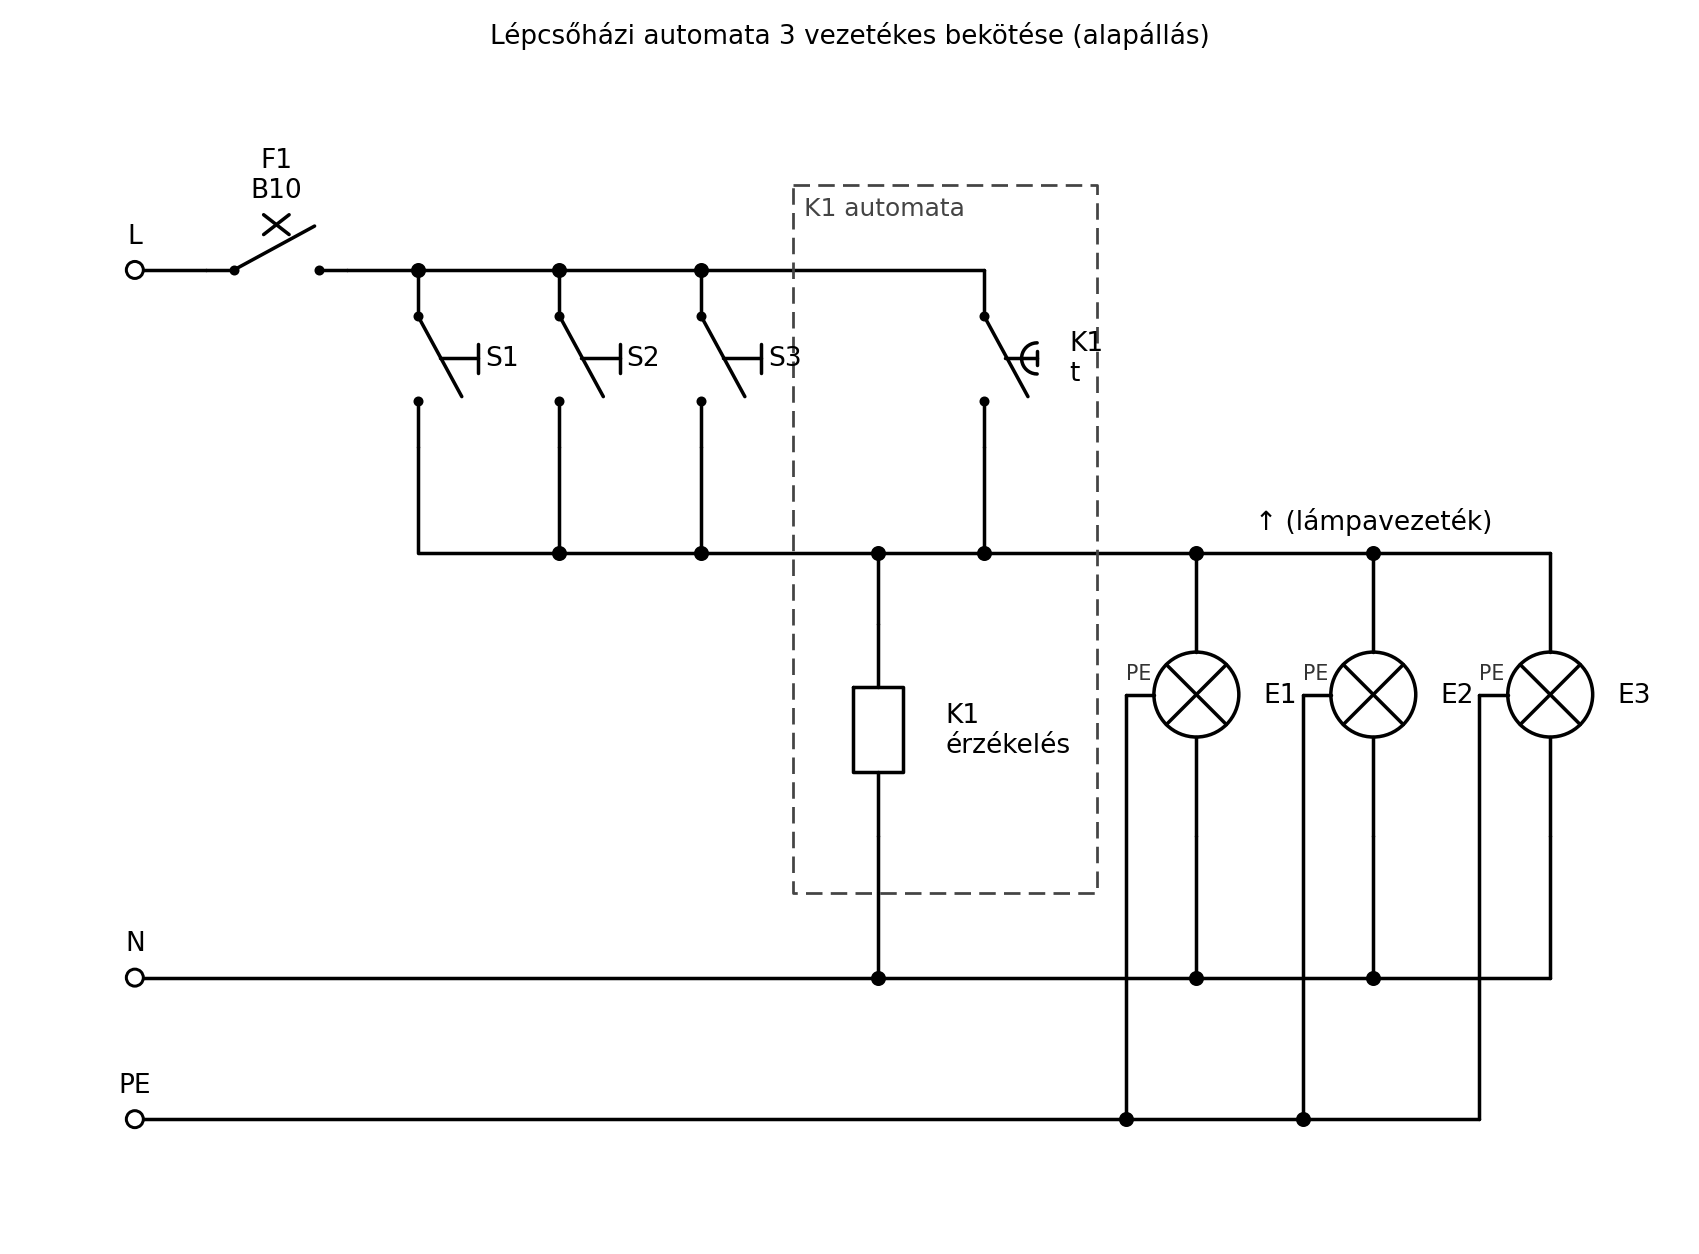 Lépcsőházi automata 3 vezetékes bekötése (alapállás)
F1
B10
L
K1 automata
S1
S2
S3
K1
t
↑ (lámpavezeték)
PE
E1
PE
E2
PE
E3
K1
érzékelés
N
PE